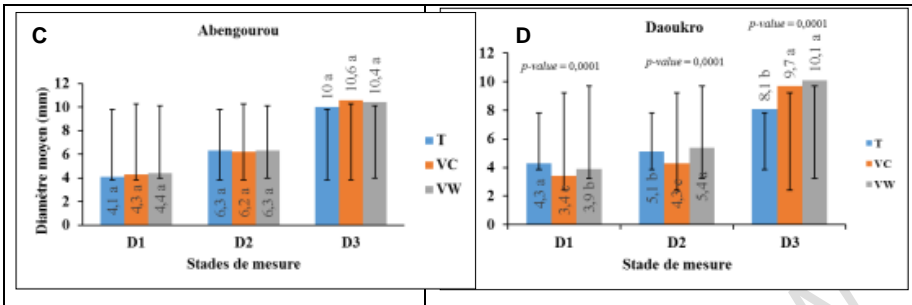 C
Abengourou
Diamètre moyen (mm)
12
10
8
6
4
2
0
4,1 a
4,3 a
4,4 a
6,3 a
6,2 a
6,3 a
10 a
10,6 a
10,4 a
D1
D2
D3
Stades de mesure
T
VC
VW
D
Daoukro
p-value = 0,0001
p-value = 0,0001
p-value = 0,0001
12
10
8
6
4
2
0
4,3 a
3,4 c
3,9 b
5,1 b
4,3 c
5,4 a
8,1 b
9,7 a
10,1 a
D1
D2
D3
Stade de mesure
T
VC
VW